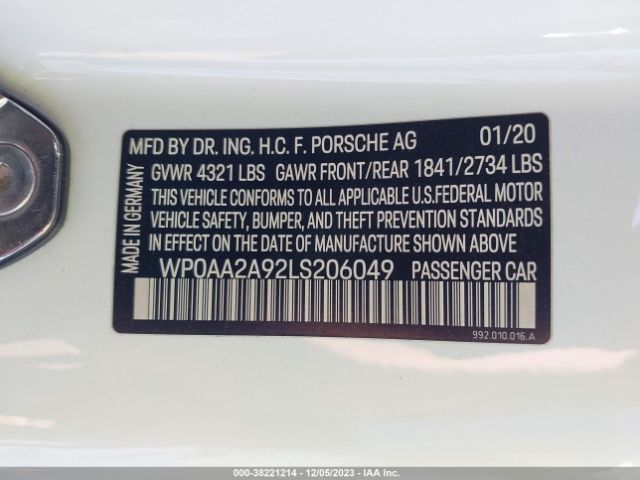 MFD BY DR. ING. H.C. F. PORSCHE AG 01/20
GVWR 4321 LBS GAWR FRONT/REAR 1841/2734 LBS
THIS VEHICLE CONFORMS TO ALL APPLICABLE U.S.FEDERAL MOTOR
VEHICLE SAFETY, BUMPER, AND THEFT PREVENTION STANDARDS
IN EFFECT ON THE DATE OF MANUFACTURE SHOWN ABOVE.
WP0AA2A92LS206049 PASSENGER CAR
992.010.016.A
MADE IN GERMANY
000-38221214 | 12/05/2023 - Copart, Inc.